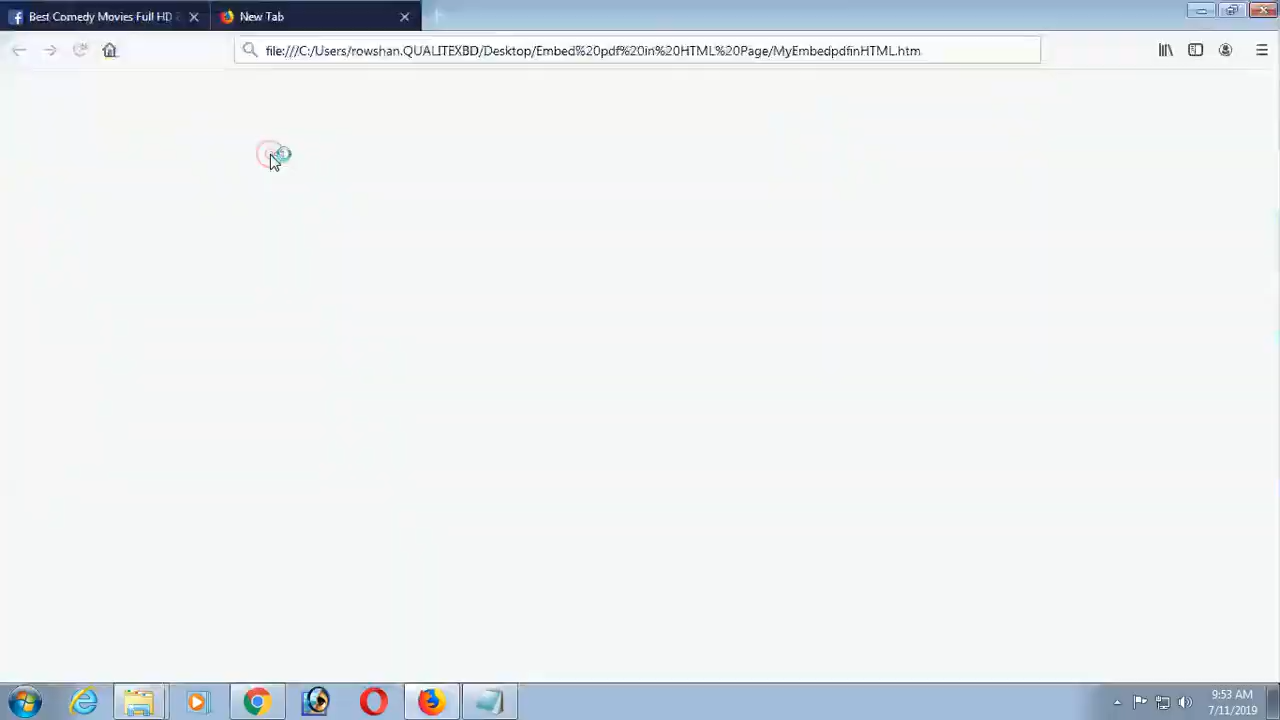 Best Comedy Movies Full HD
New Tab
file:///C:/Users/rowshan.QUALITEXBD/Desktop/Embed%20pdf%20in%20HTML%20Page/MyEmbedpdfinHTML.htm
9:53 AM
7/11/2019